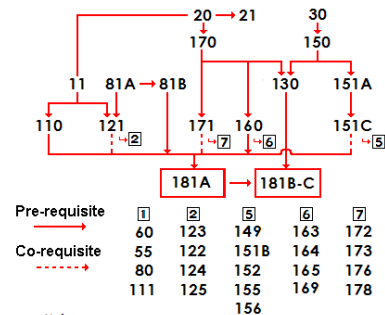 20 21 30
170 150
11 81A 81B 130 151A
110 121 171 160 151C
2 7 6 5
181A 181B-C
Pre-requisite 1 2 5 6 7
60 123 149 163 172
Co-requisite 55 122 151B 164 173
80 124 152 165 176
111 125 155 169 178
156